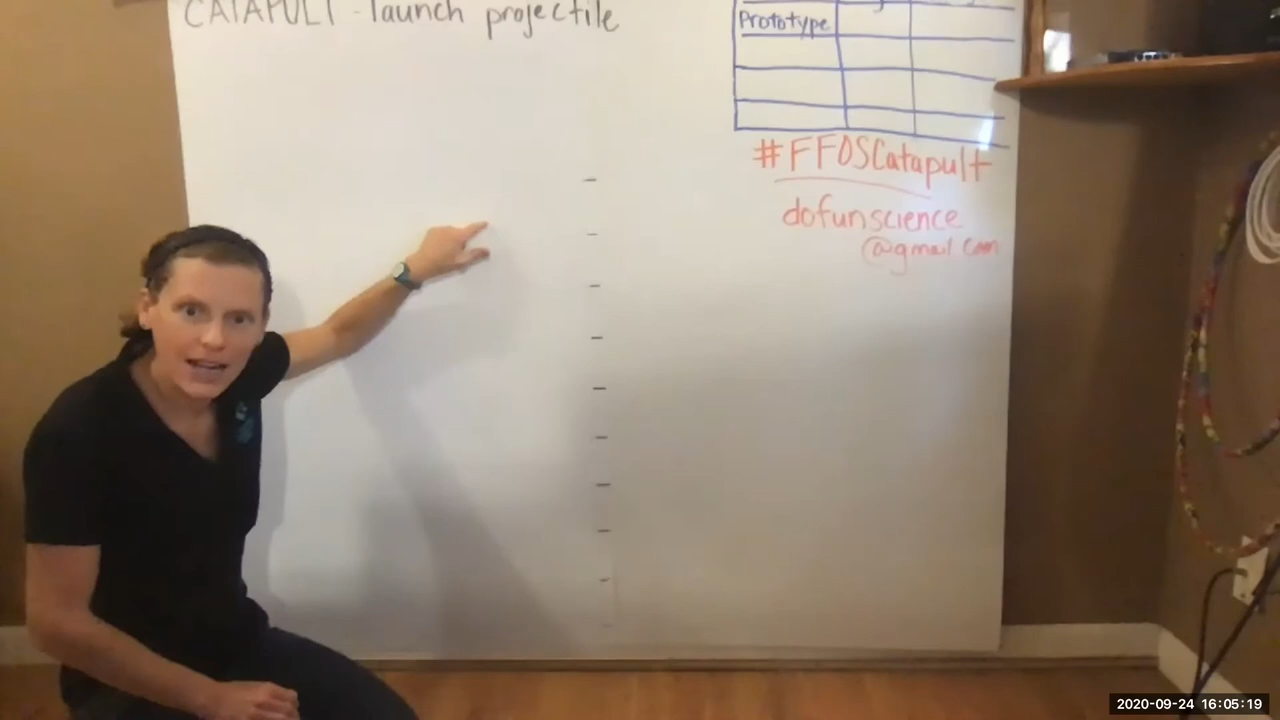 CATAPULT - launch projectile
Prototype
#FFOSCatapult
dofunscience
@gmail.com
2020-09-24 16:05:19